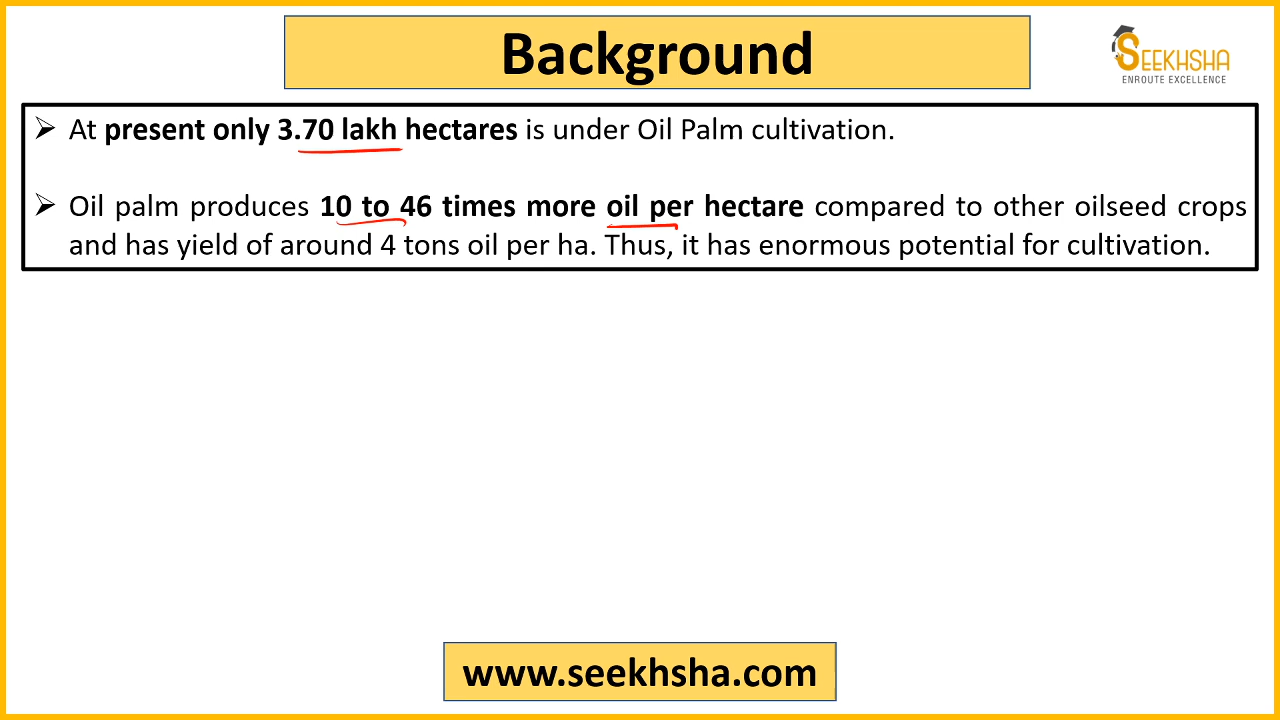 Background
SEEKHSHA
ENROUTE EXCELLENCE
➢ At present only 3.70 lakh hectares is under Oil Palm cultivation.
➢ Oil palm produces 10 to 46 times more oil per hectare compared to other oilseed crops
and has yield of around 4 tons oil per ha. Thus, it has enormous potential for cultivation.
www.seekhsha.com